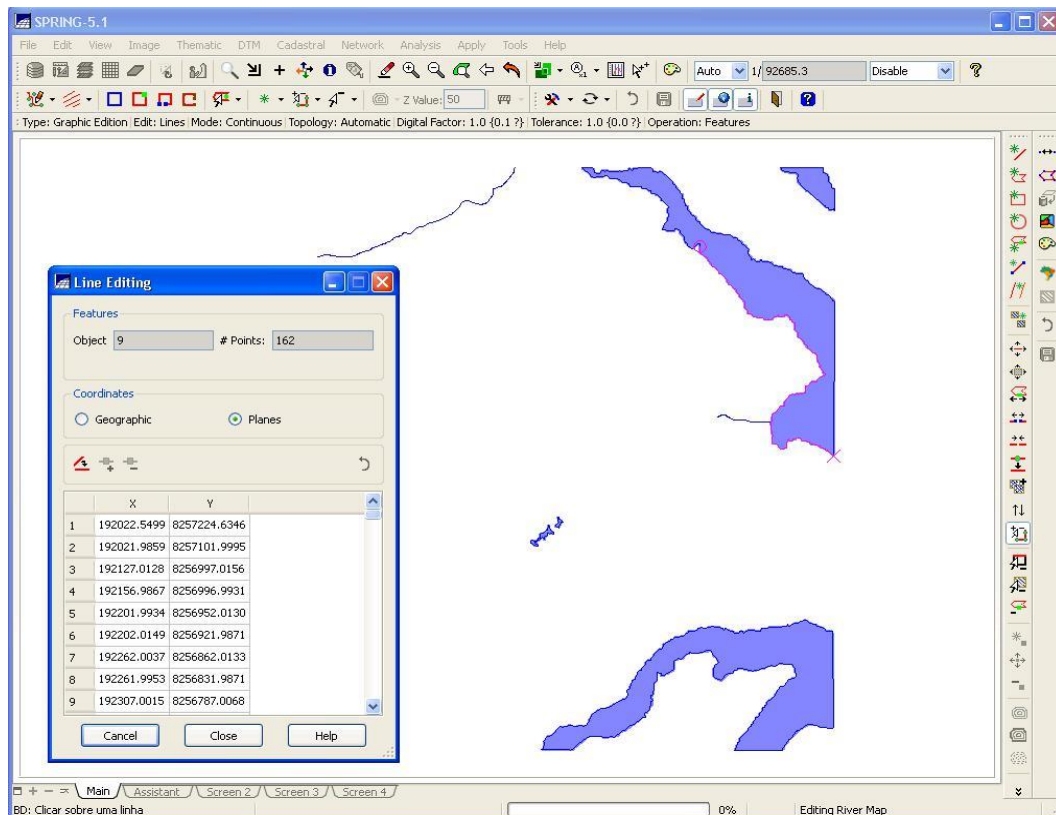 SPRING-5.1
File Edit View Image Thematic DTM Cadastral Network Analysis Apply Tools Help
Auto 1/ 92685.3 Disable
Z Value: 50
Type: Graphic Edition Edit: Lines Mode: Continuous Topology: Automatic Digital Factor: 1.0 {0.1 ?} Tolerance: 1.0 {0.0 ?} Operation: Features
Line Editing
Features
Object 9 # Points: 162
Coordinates
Geographic Planes
X Y
1 192022.5499 8257224.6346
2 192021.9859 8257101.9995
3 192127.0128 8256997.0156
4 192156.9867 8256996.9931
5 192201.9934 8256952.0130
6 192202.0149 8256921.9871
7 192262.0037 8256862.0133
8 192261.9953 8256831.9871
9 192307.0015 8256787.0068
Cancel Close Help
Main Assistant Screen 2 Screen 3 Screen 4
BD: Clicar sobre uma linha 0% Editing River Map